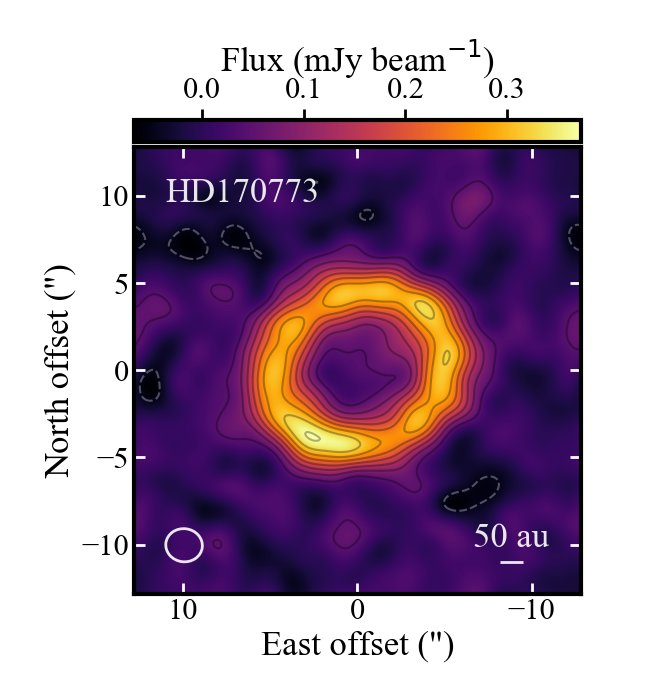 Flux (mJy beam⁻¹)
0.0 0.1 0.2 0.3
HD170773
10
5
0
−5
−10
North offset (")
50 au
10 0 −10
East offset (")